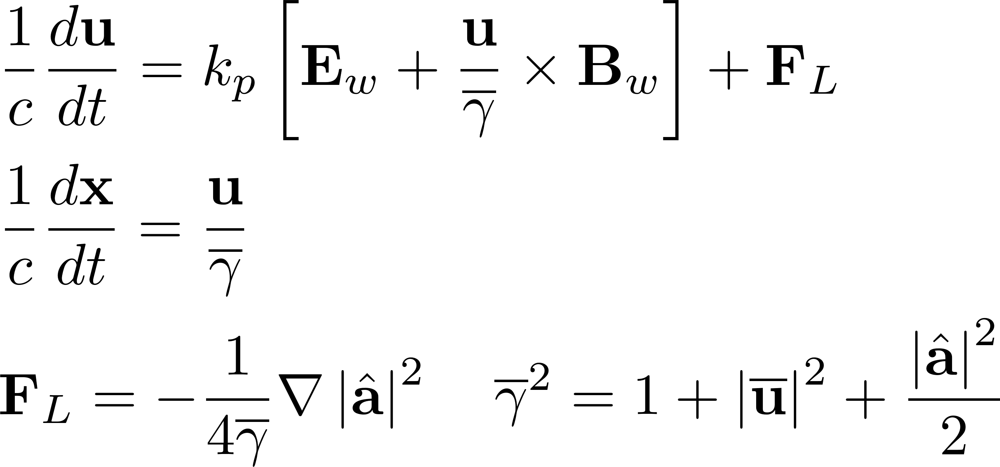 \frac{1}{c} \frac{d\mathbf{u}}{dt} = k_p \left[ \mathbf{E}_w + \frac{\mathbf{u}}{\overline{\gamma}} \times \mathbf{B}_w \right] + \mathbf{F}_L
\frac{1}{c} \frac{d\mathbf{x}}{dt} = \frac{\mathbf{u}}{\overline{\gamma}}
\mathbf{F}_L = -\frac{1}{4\overline{\gamma}} \nabla |\hat{\mathbf{a}}|^2 \quad \overline{\gamma}^2 = 1 + |\overline{\mathbf{u}}|^2 + \frac{|\hat{\mathbf{a}}|^2}{2}